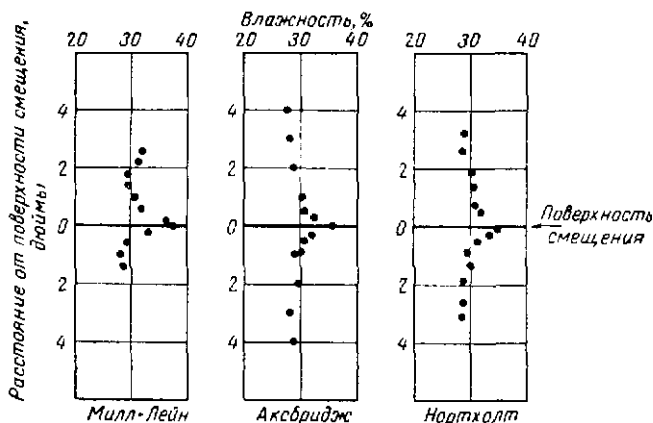 Влажность, %
20 30 40 20 30 40 20 30 40
Расстояние от поверхности смещения,
дюймы
4 4 4
2 2 2
0 0 0
2 2 2
4 4 4
Поверхность
смещения
Милл-Лейн Аксбридж Нортхолт